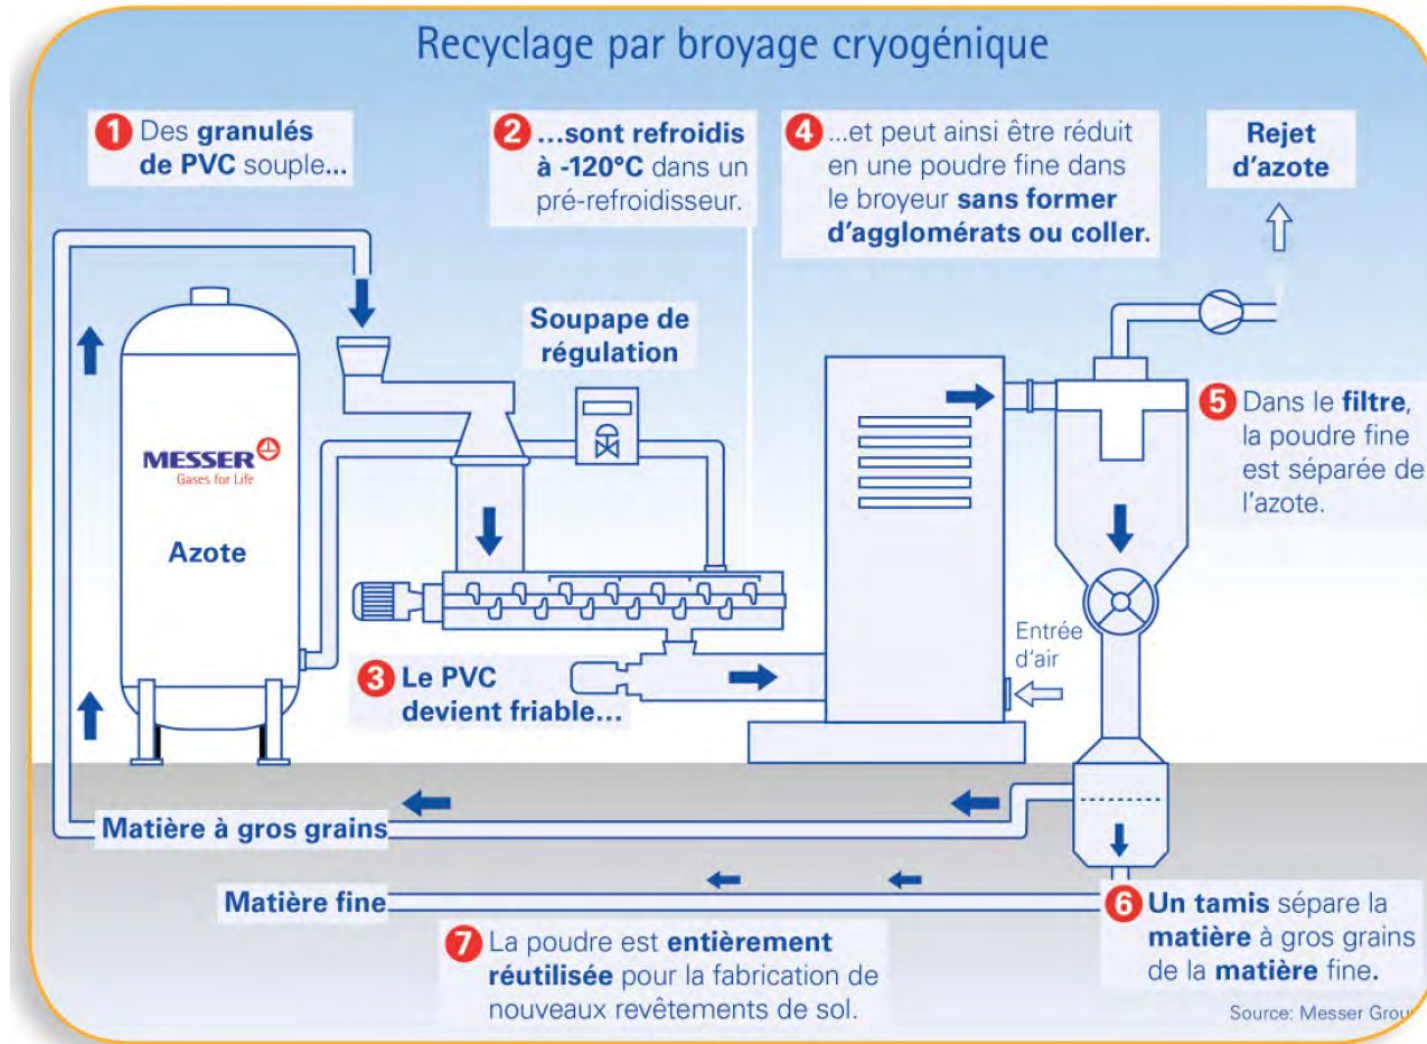 Recyclage par broyage cryogénique
1 Des granulés
de PVC souple...
2 ...sont refroidis
à -120°C dans un
pré-refroidisseur.
4 ...et peut ainsi être réduit
en une poudre fine dans
le broyeur sans former
d'agglomérats ou coller.
Rejet
d'azote
Soupape de
régulation
MESSER
Gases for Life
Azote
5 Dans le filtre,
la poudre fine
est séparée de
l'azote.
Entrée
d'air
3 Le PVC
devient friable...
Matière à gros grains
Matière fine
6 Un tamis sépare la
matière à gros grains
de la matière fine.
7 La poudre est entièrement
réutilisée pour la fabrication de
nouveaux revêtements de sol.
Source: Messer Grou